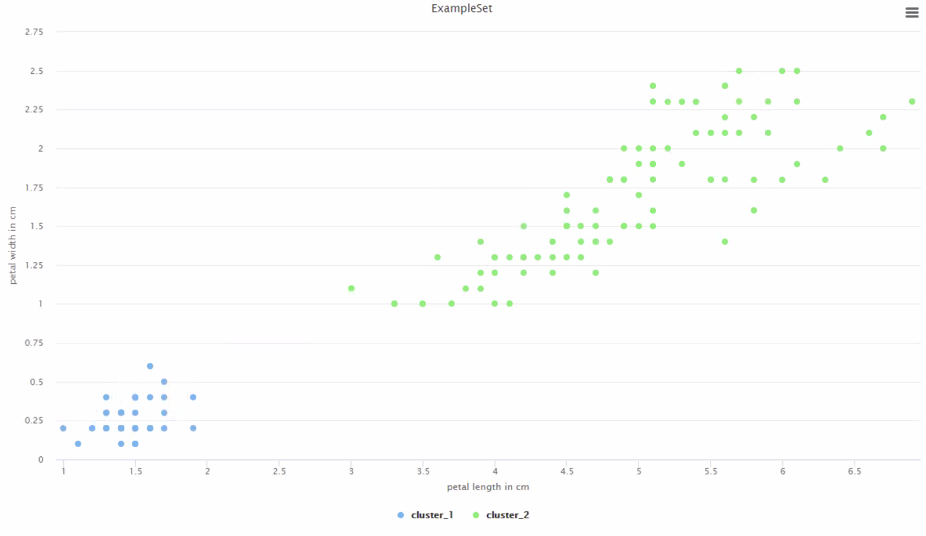 ExampleSet
2.75
2.5
2.25
2
1.75
1.5
1.25
1
0.75
0.5
0.25
0
petal width in cm
1 1.5 2 2.5 3 3.5 4 4.5 5 5.5 6 6.5
petal length in cm
cluster_1 cluster_2